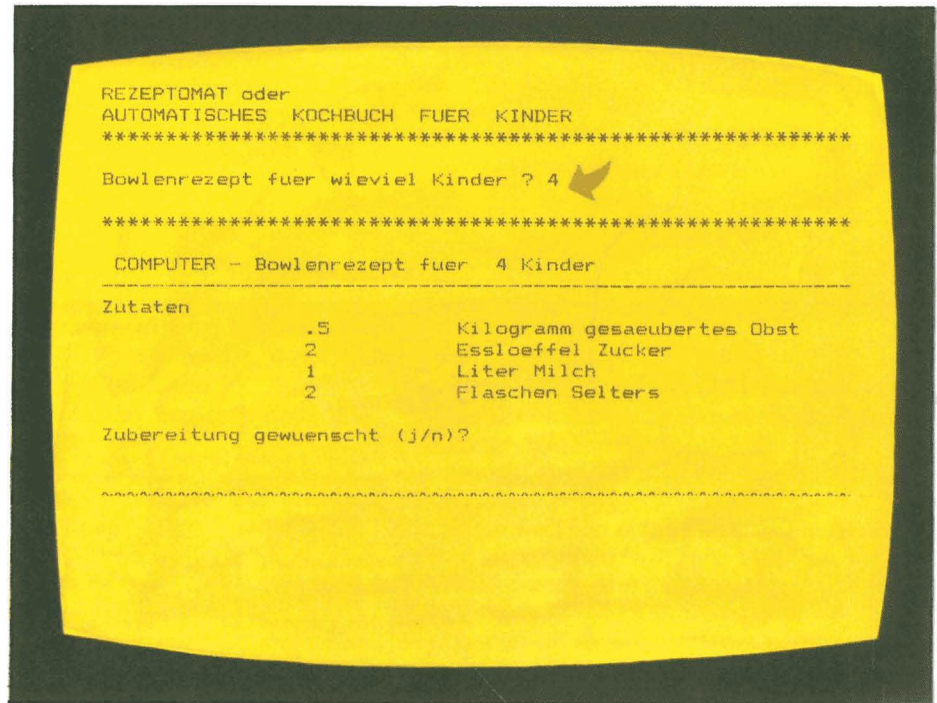 REZEPTOMAT oder
AUTOMATISCHES KOCHBUCH FUER KINDER
***********************************************************
Bowlenrezept fuer wieviel Kinder ? 4
***********************************************************
COMPUTER - Bowlenrezept fuer 4 Kinder
-----------------------------------------------------------
Zutaten
.5 Kilogramm gesaeubertes Obst
2 Essloeffel Zucker
1 Liter Milch
2 Flaschen Selters
Zubereitung gewuenscht (j/n)?
^.^.^.^.^.^.^.^.^.^.^.^.^.^.^.^.^.^.^.^.^.^.^.^.^.^.^.^.^.^.